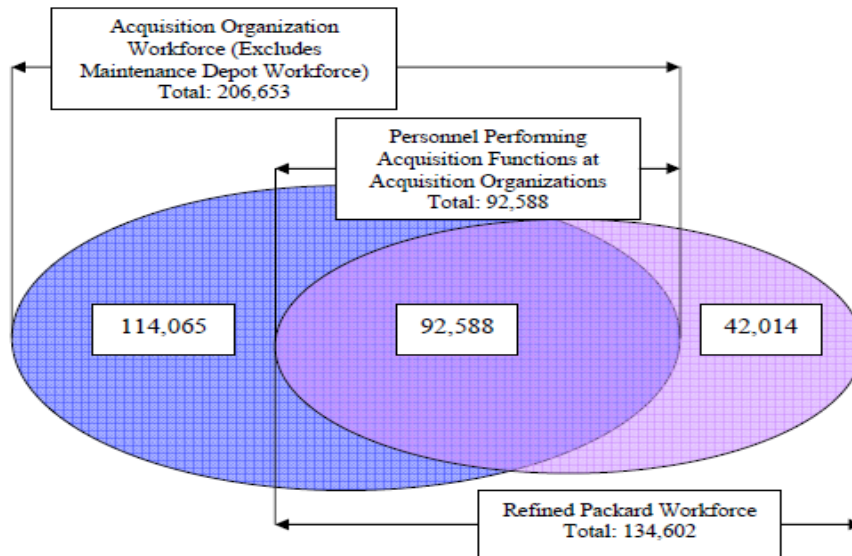 Acquisition Organization
Workforce (Excludes
Maintenance Depot Workforce)
Total: 206,653
Personnel Performing
Acquisition Functions at
Acquisition Organizations
Total: 92,588
114,065
92,588
42,014
Refined Packard Workforce
Total: 134,602